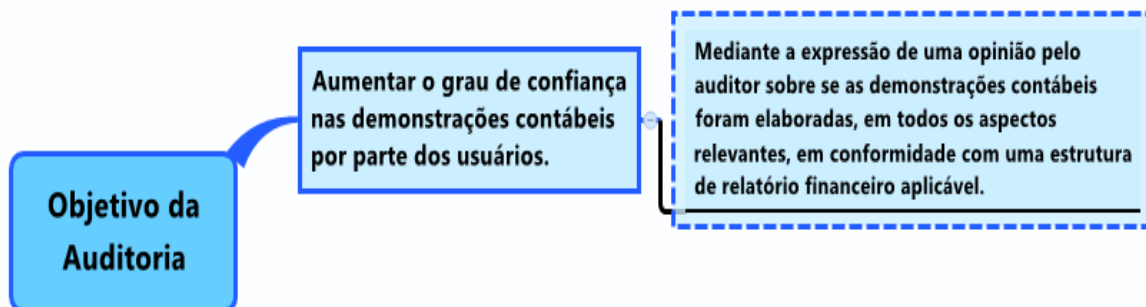 Objetivo da
Auditoria
Aumentar o grau de confiança
nas demonstrações contábeis
por parte dos usuários.
Mediante a expressão de uma opinião pelo
auditor sobre se as demonstrações contábeis
foram elaboradas, em todos os aspectos
relevantes, em conformidade com uma estrutura
de relatório financeiro aplicável.